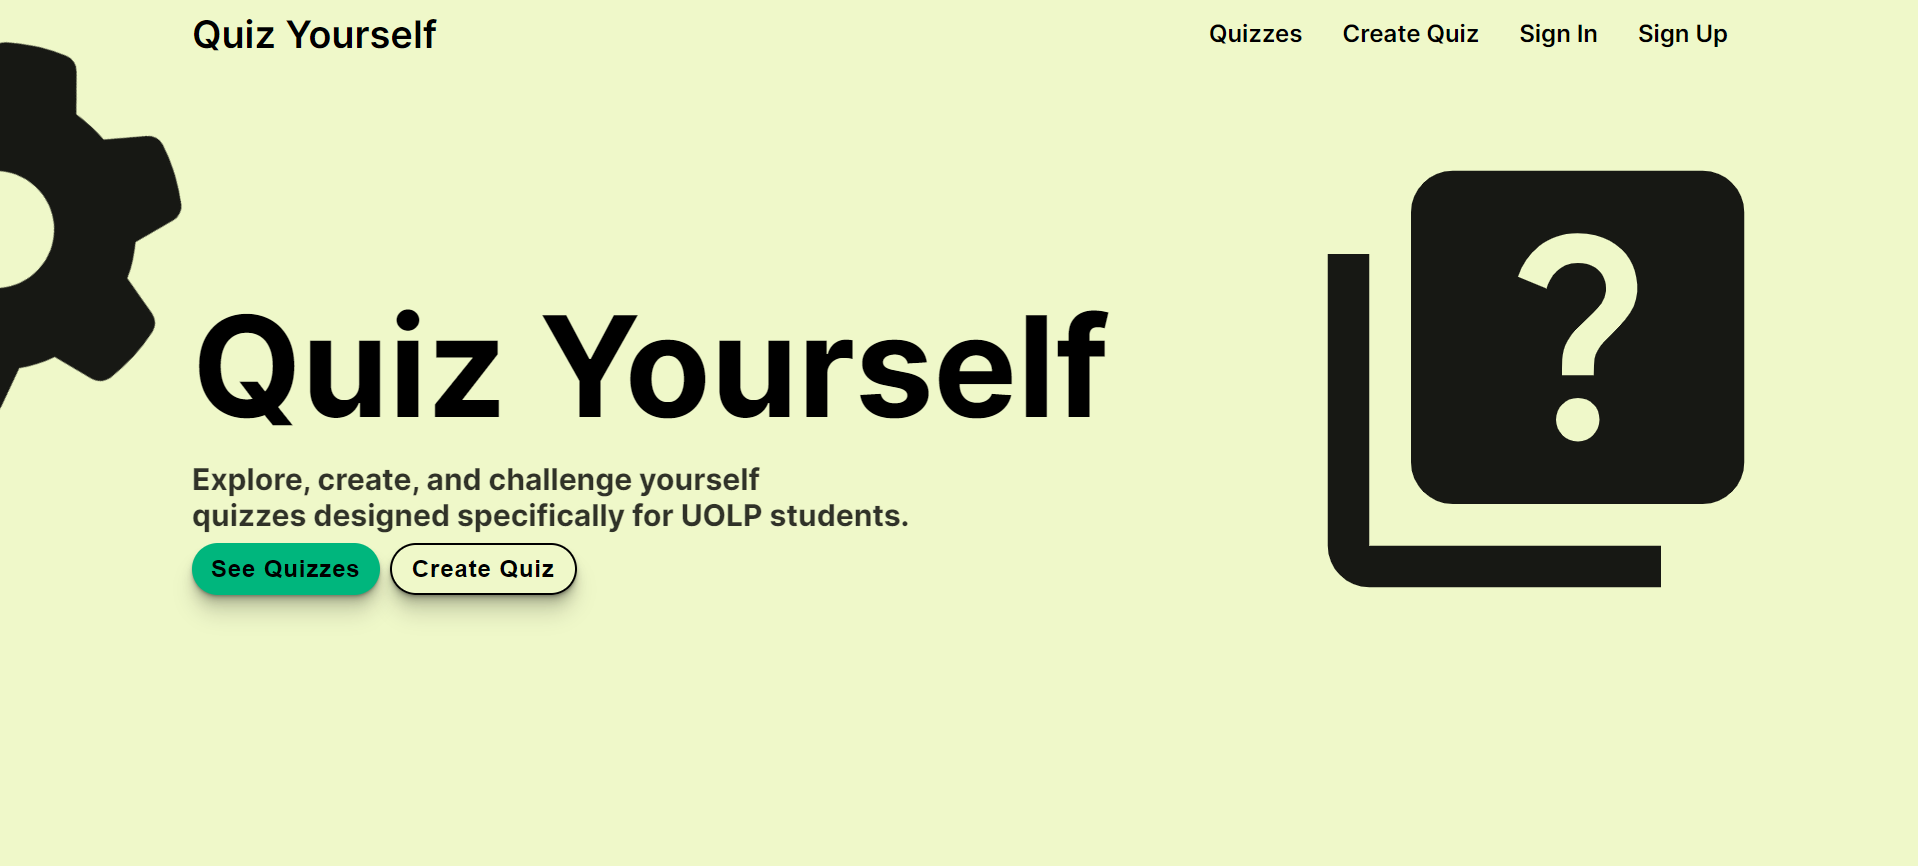 Quiz Yourself
Quizzes Create Quiz Sign In Sign Up
?
Quiz Yourself
Explore, create, and challenge yourself
quizzes designed specifically for UOLP students.
See Quizzes Create Quiz